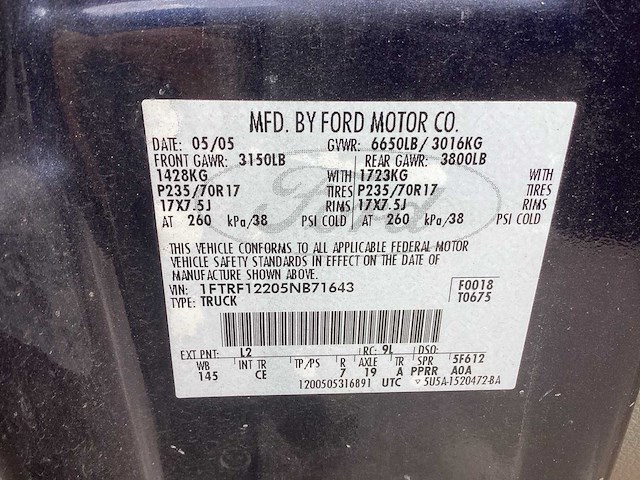 MFD. BY FORD MOTOR CO.
DATE: 05/05 GVWR: 6650LB/ 3016KG
FRONT GAWR: 3150LB REAR GAWR: 3800LB
1428KG WITH 1723KG WITH
P235/70R17 TIRES P235/70R17 TIRES
17X7.5J RIMS 17X7.5J RIMS
AT 260 kPa/38 PSI COLD AT 260 kPa/38 PSI COLD
Ford
THIS VEHICLE CONFORMS TO ALL APPLICABLE FEDERAL MOTOR
VEHICLE SAFETY STANDARDS IN EFFECT ON THE DATE OF
MANUFACTURE SHOWN ABOVE.
VIN: 1FTRF12205NB71643 F0018
TYPE: TRUCK T0675
EXT PNT: L2 RC: 9L DSO:
WB INT TR TP/PS R AXLE TR SPR 5F612
145 CE 7 19 A PPRR A0A
1200505316891 UTC ▽ 5U5A-1520472-BA